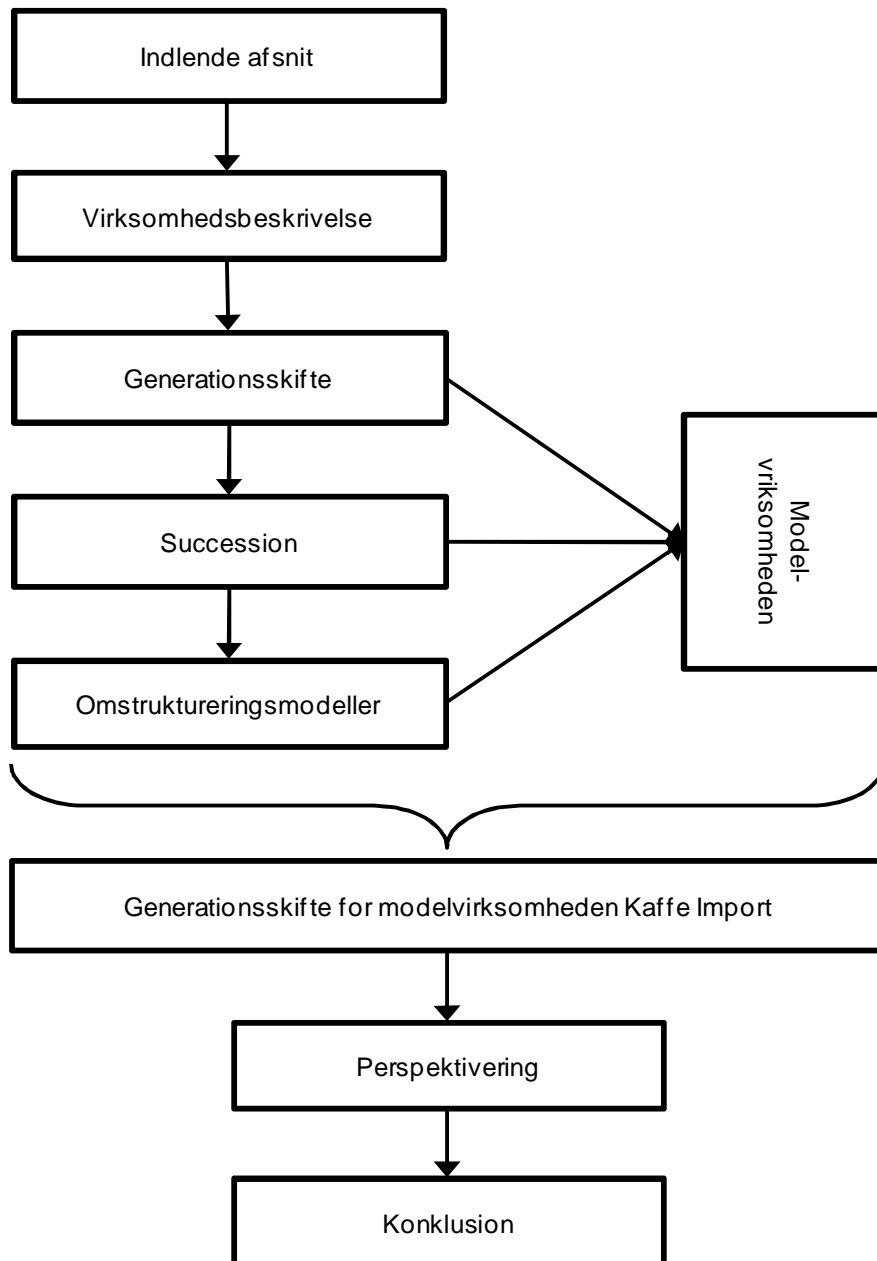 Indlende afsnit
Virksomhedsbeskrivelse
Generationsskifte
Succession
Omstruktureringsmodeller
Model-
vriksomheden
Generationsskifte for modelvirksomheden Kaffe Import
Perspektivering
Konklusion